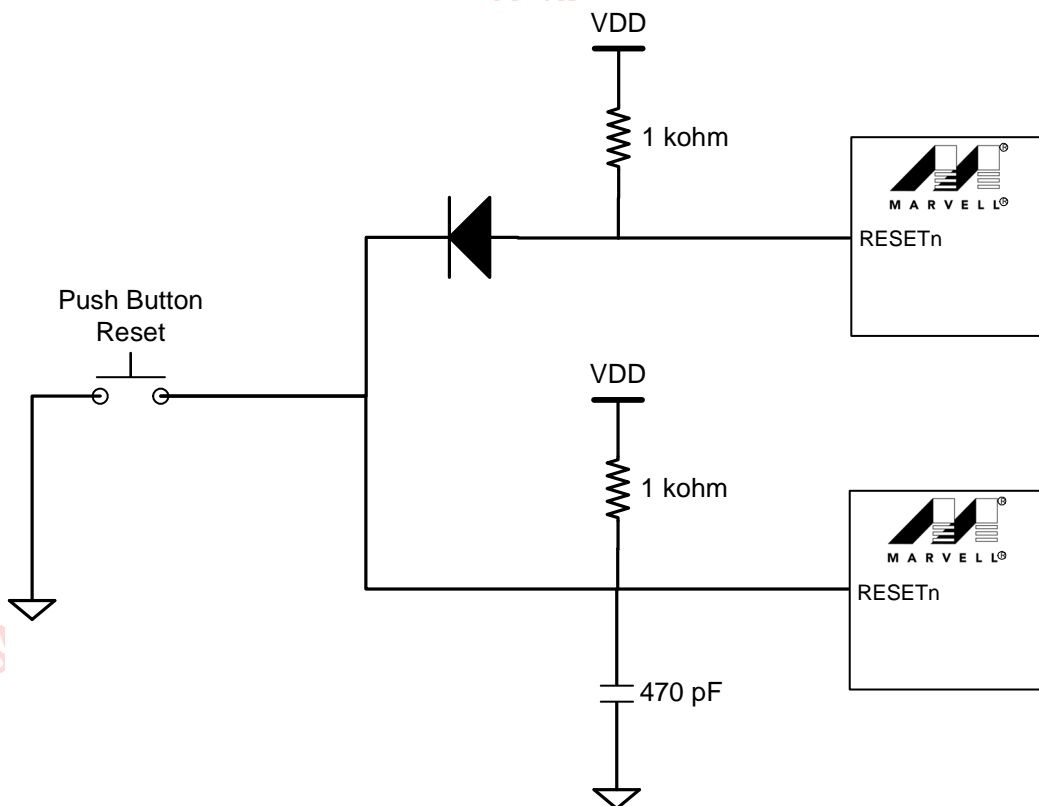 VDD
1 kohm
MARVELL®
RESETn
Push Button
Reset
VDD
1 kohm
MARVELL®
RESETn
470 pF